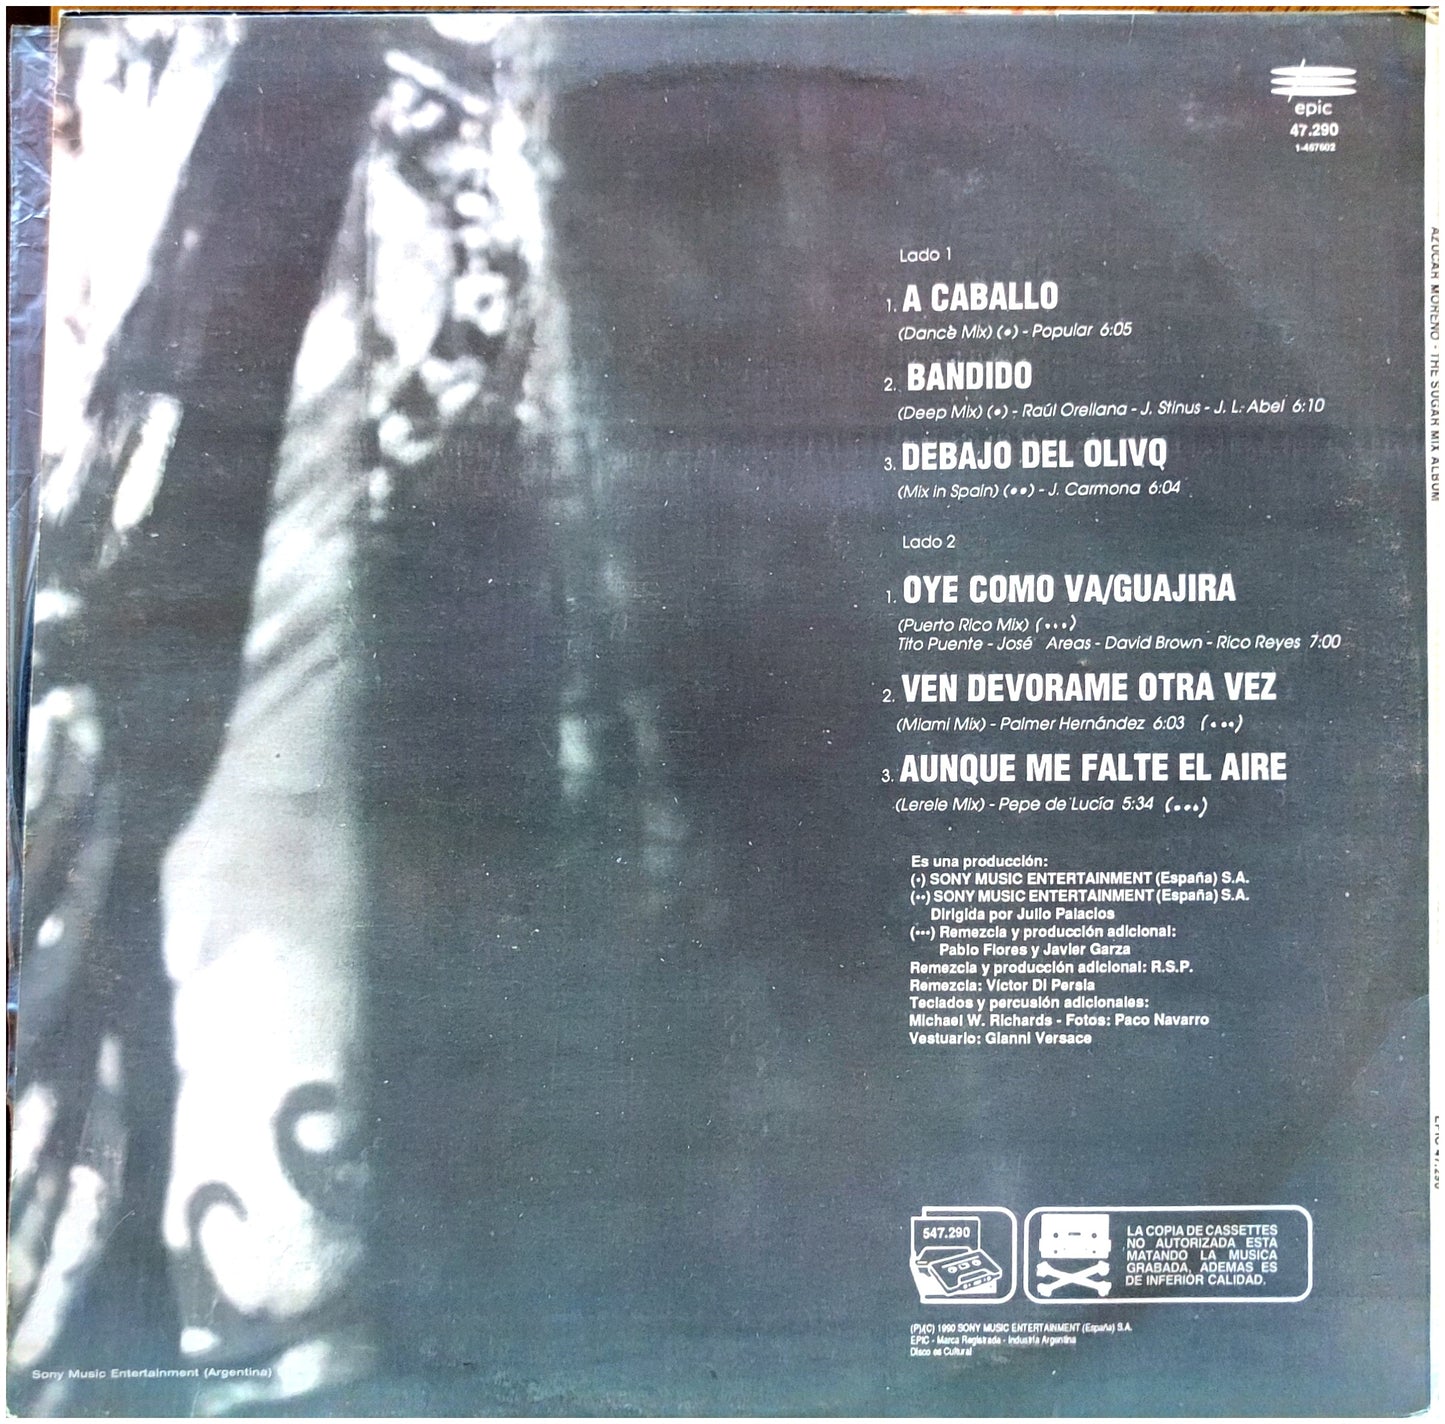 epic
47.290
1-467602
Lado 1
1. A CABALLO
(Dance Mix) (•) - Popular 6:05
2. BANDIDO
(Deep Mix) (•) - Raúl Orellana - J. Stinus - J. L. Abel 6:10
3. DEBAJO DEL OLIVO
(Mix in Spain) (••) - J. Carmona 6:04
Lado 2
1. OYE COMO VA/GUAJIRA
(Puerto Rico Mix) (•••)
Tito Puente - José Areas - David Brown - Rico Reyes 7:00
2. VEN DEVORAME OTRA VEZ
(Miami Mix) - Palmer Hernández 6:03 (•••)
3. AUNQUE ME FALTE EL AIRE
(Lerele Mix) - Pepe de Lucía 5:34 (•••)
Es una producción:
(•) SONY MUSIC ENTERTAINMENT (España) S.A.
(••) SONY MUSIC ENTERTAINMENT (España) S.A.
Dirigida por Julio Palacios
(•••) Remezcla y producción adicional:
Pablo Flores y Javier Garza
Remezcla y producción adicional: R.S.P.
Remezcla: Víctor Di Persia
Teclados y percusión adicionales:
Michael W. Richards - Fotos: Paco Navarro
Vestuario: Gianni Versace
547.290
LA COPIA DE CASSETTES
NO AUTORIZADA ESTA
MATANDO LA MUSICA
GRABADA, ADEMAS ES
DE INFERIOR CALIDAD.
(P)(C) 1990 SONY MUSIC ENTERTAINMENT (España) S.A.
EPIC - Marca Registrada - Industria Argentina
Disco es Cultural
Sony Music Entertainment (Argentina)
AZUCAR MORENO - THE SUGAR MIX ALBUM
EPIC 47.290